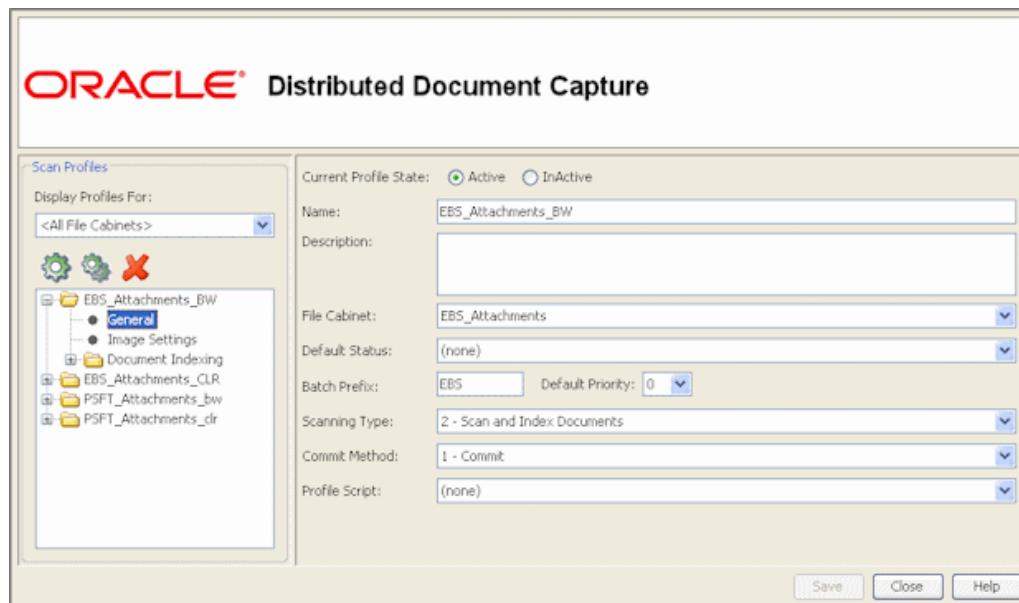 ORACLE® Distributed Document Capture
Scan Profiles
Display Profiles For:
<All File Cabinets>
EBS_Attachments_BW
General
Image Settings
Document Indexing
EBS_Attachments_CLR
PSFT_Attachments_bw
PSFT_Attachments_clr
Current Profile State: Active InActive
Name: EBS_Attachments_BW
Description:
File Cabinet: EBS_Attachments
Default Status: (none)
Batch Prefix: EBS Default Priority: 0
Scanning Type: 2 - Scan and Index Documents
Commit Method: 1 - Commit
Profile Script: (none)
Save Close Help